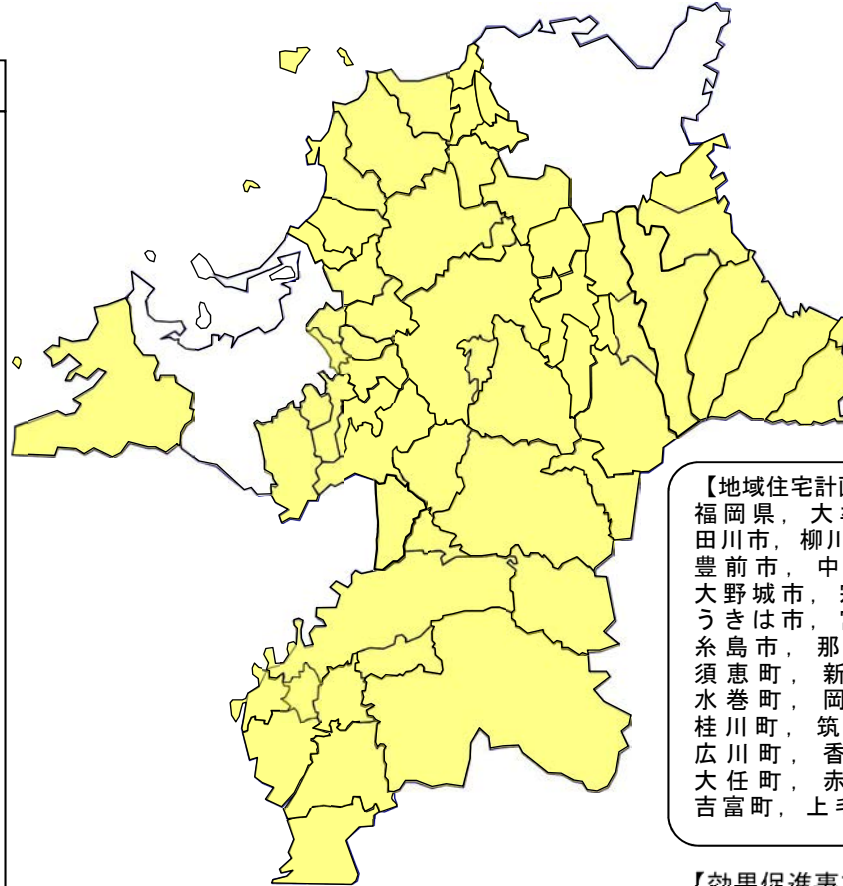 【地域住宅計画
福岡県，大牟
田川市，柳川
豊前市，中
大野城市，
うきは市，
糸島市，那
須恵町，新
水巻町，岡
桂川町，筑
広川町，香
大任町，赤
吉富町，上毛
【効果促進事